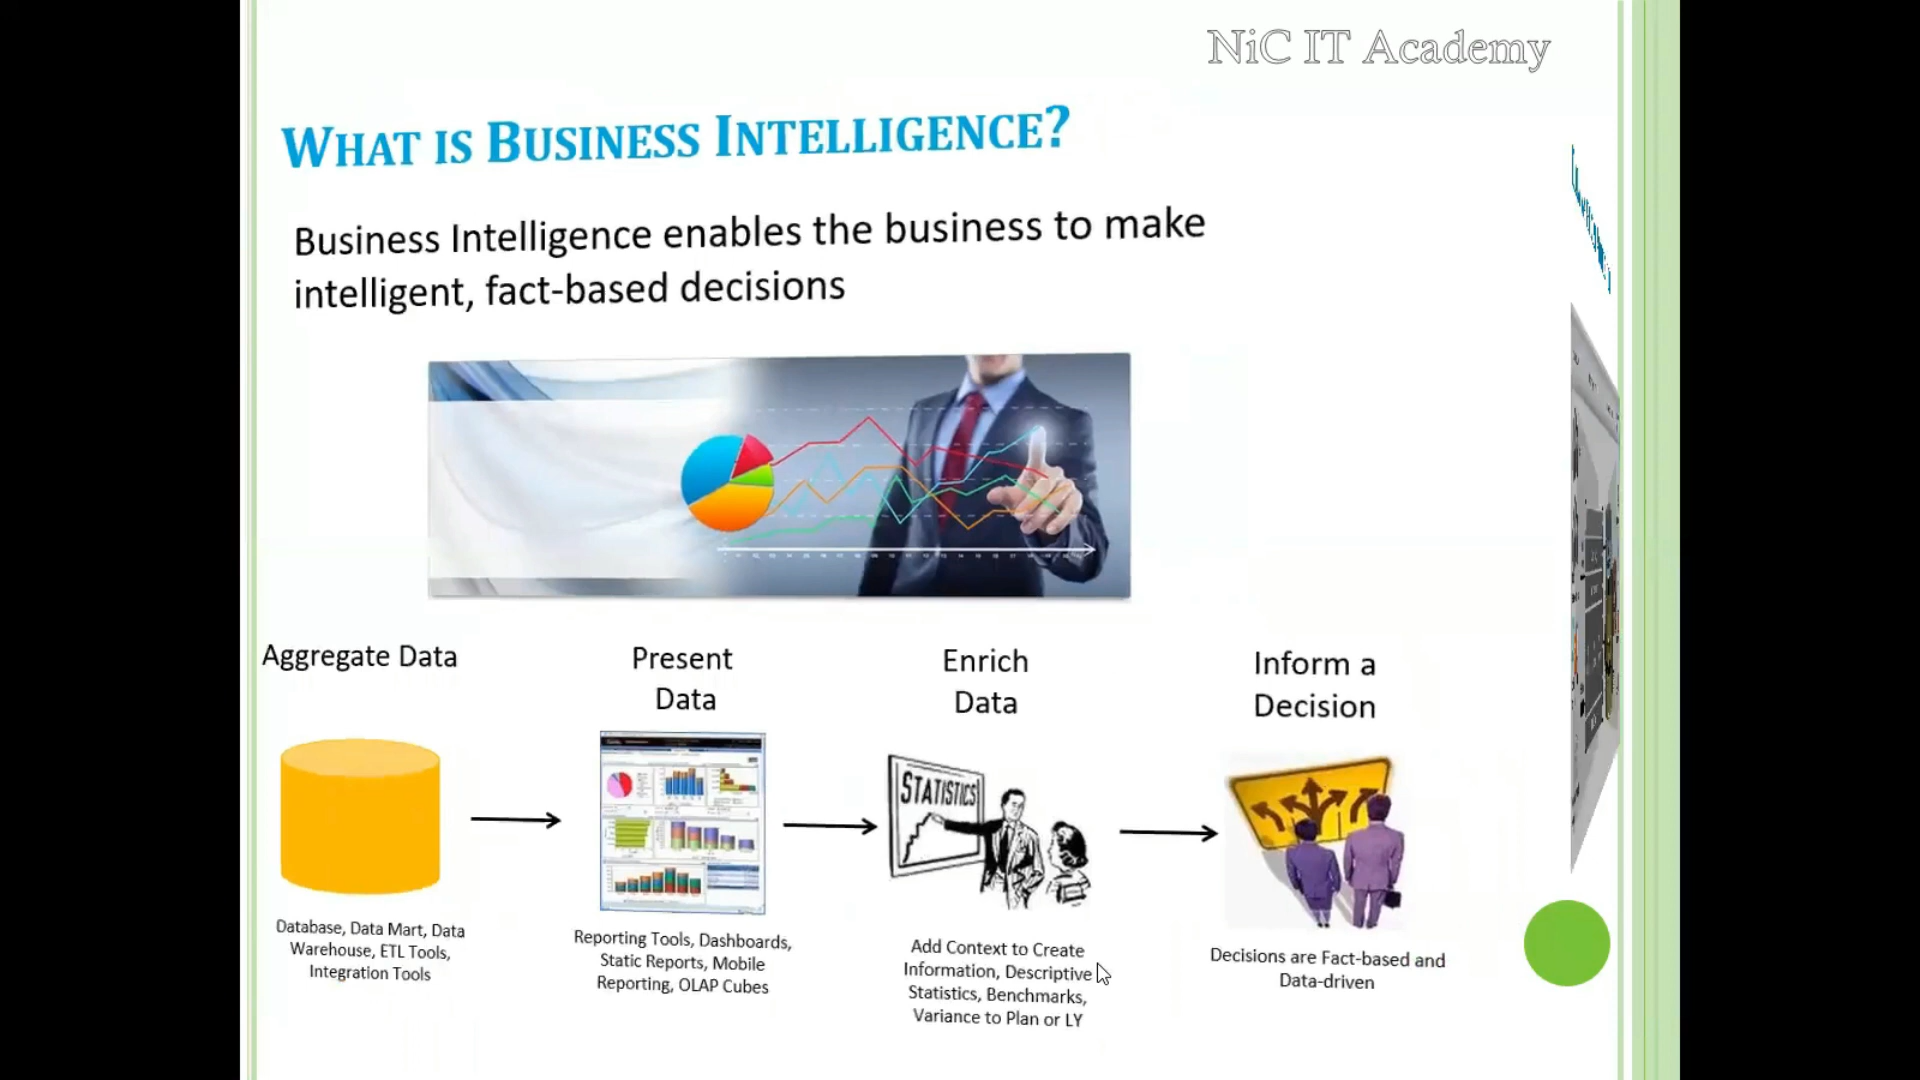 NiC IT Academy
WHAT IS BUSINESS INTELLIGENCE?
Business Intelligence enables the business to make
intelligent, fact-based decisions
Aggregate Data
Present
Data
Enrich
Data
Inform a
Decision
STATISTICS
Database, Data Mart, Data
Warehouse, ETL Tools,
Integration Tools
Reporting Tools, Dashboards,
Static Reports, Mobile
Reporting, OLAP Cubes
Add Context to Create
Information, Descriptive
Statistics, Benchmarks,
Variance to Plan or LY
Decisions are Fact-based and
Data-driven